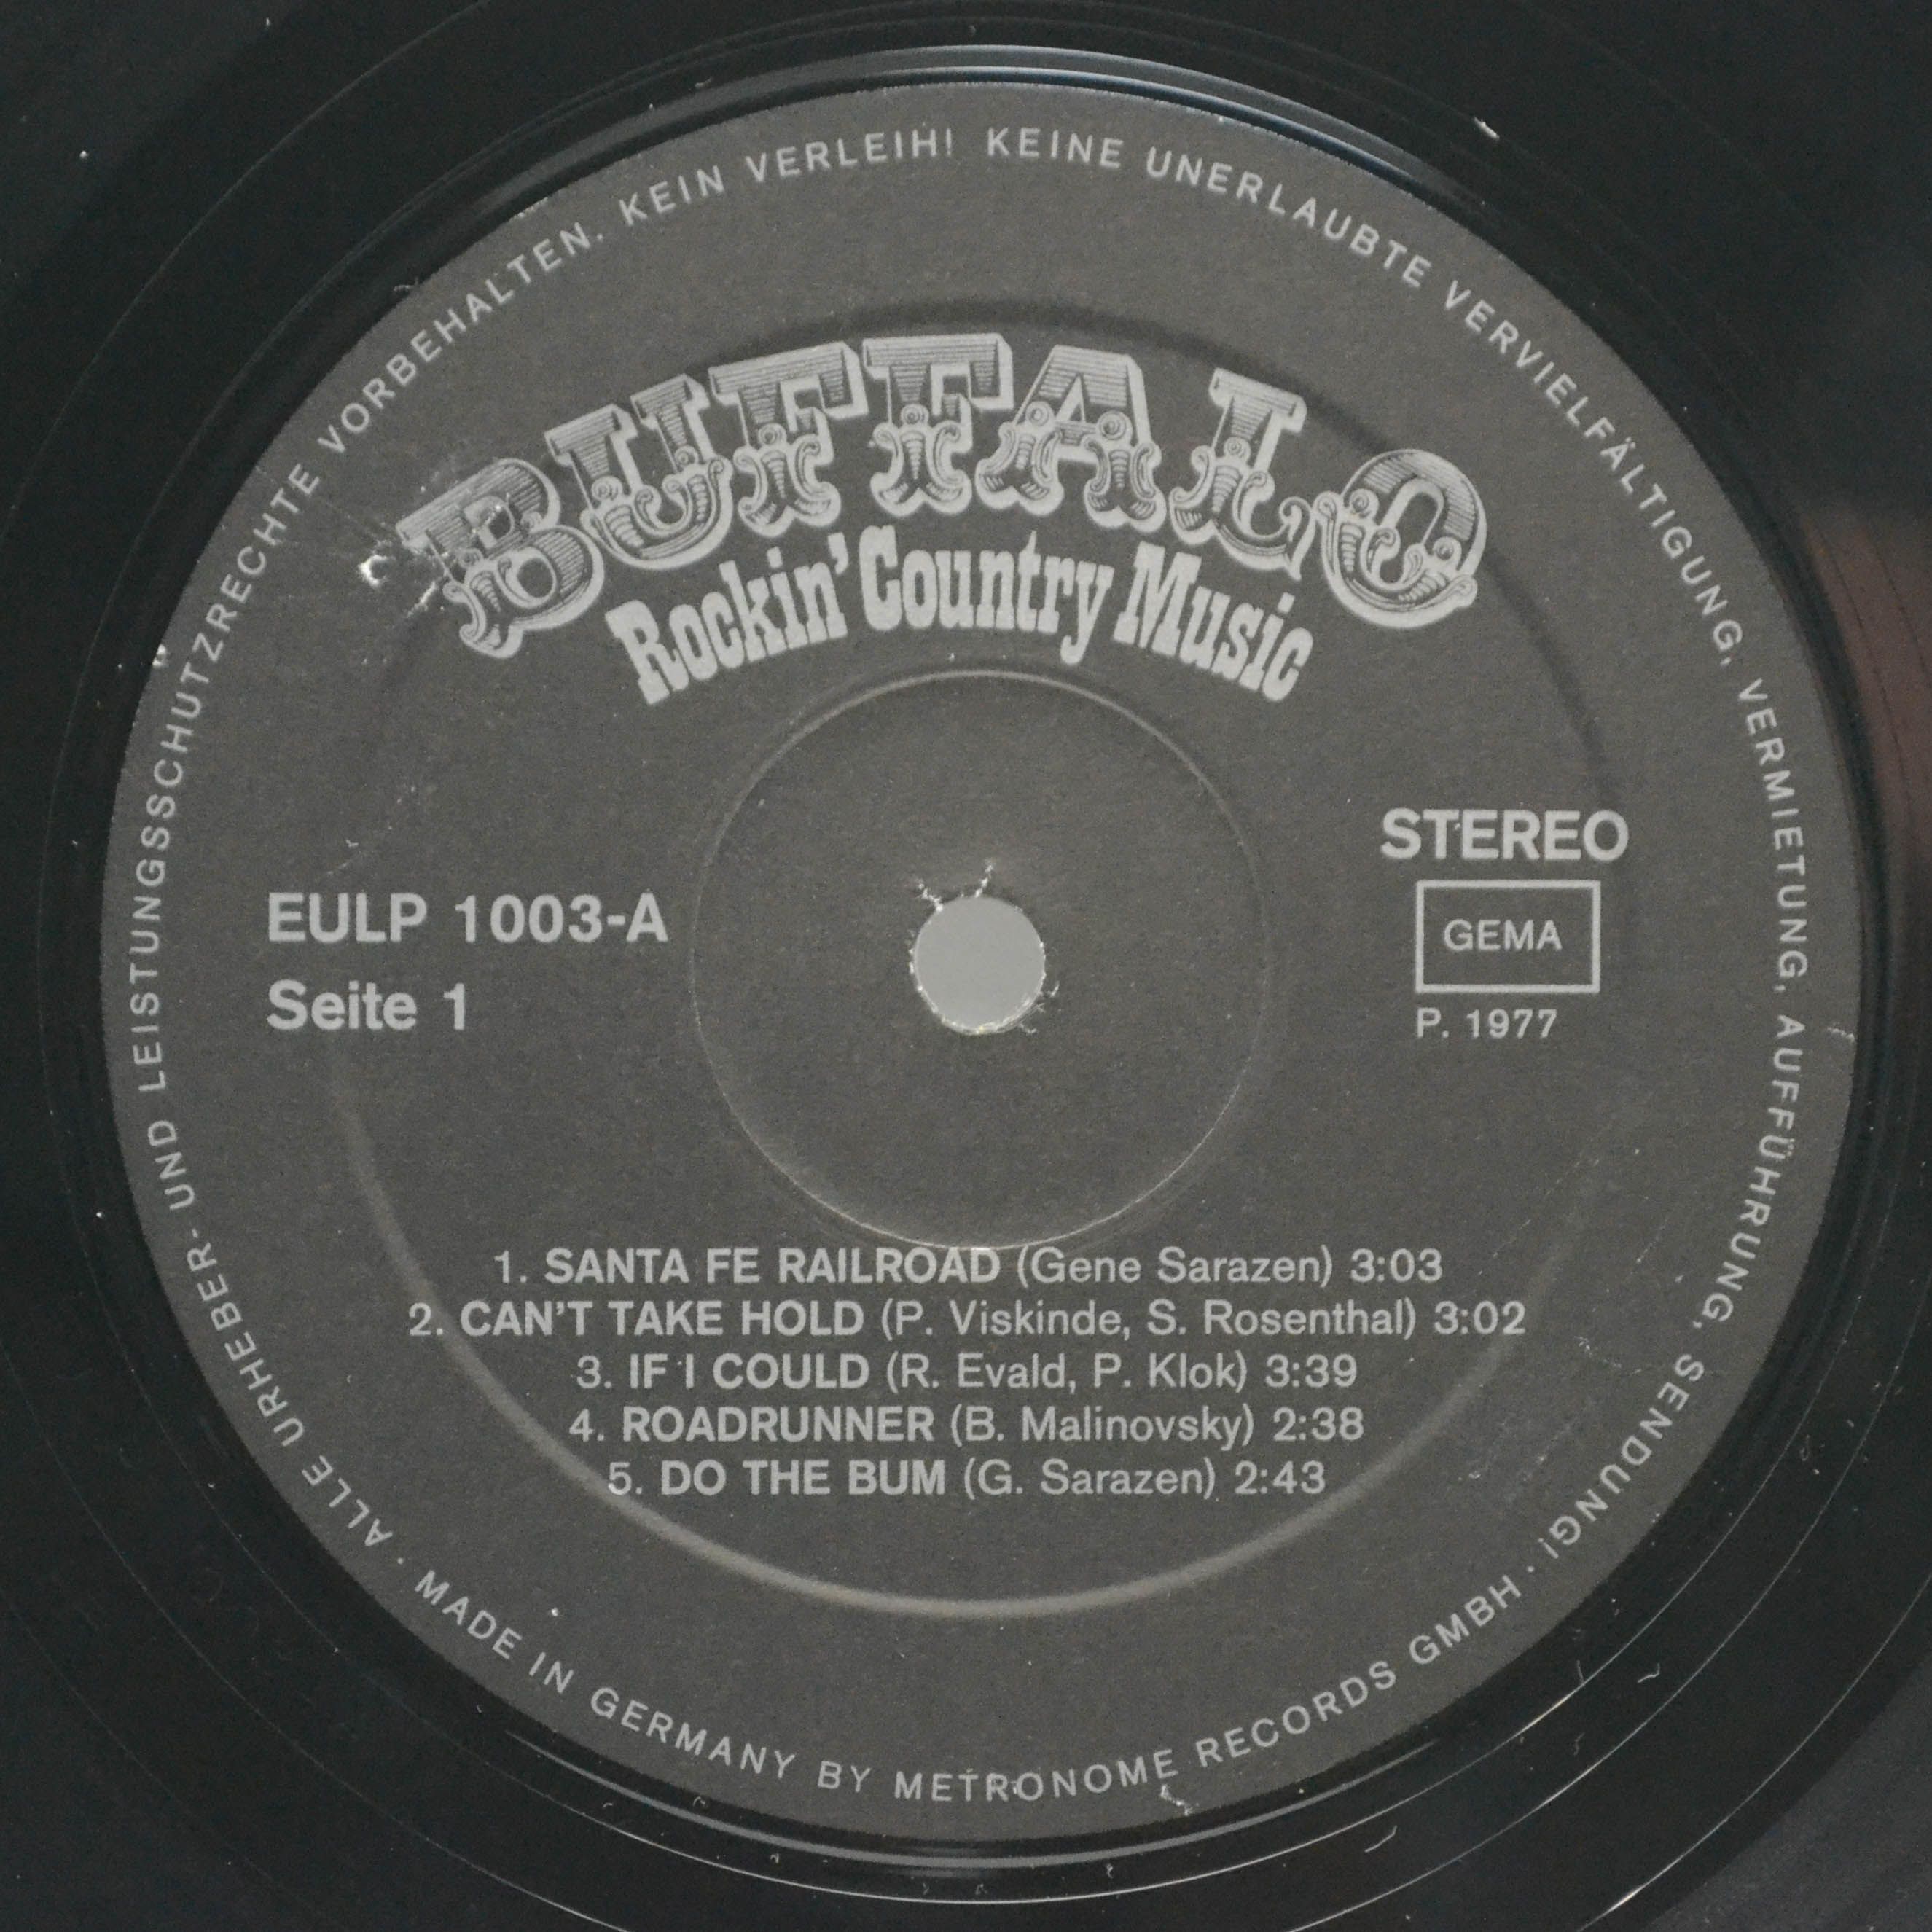 ALLE URHEBER- UND LEISTUNGSSCHUTZRECHTE VORBEHALTEN. KEIN VERLEIH! KEINE UNERLAUBTE VERVIELFÄLTIGUNG, VERMIETUNG, AUFFÜHRUNG, SENDUNG! ·
BUFFALO
Rockin' Country Music
STEREO
GEMA
P. 1977
EULP 1003-A
Seite 1
1. SANTA FE RAILROAD (Gene Sarazen) 3:03
2. CAN'T TAKE HOLD (P. Viskinde, S. Rosenthal) 3:02
3. IF I COULD (R. Evald, P. Klok) 3:39
4. ROADRUNNER (B. Malinovsky) 2:38
5. DO THE BUM (G. Sarazen) 2:43
· MADE IN GERMANY BY METRONOME RECORDS GMBH